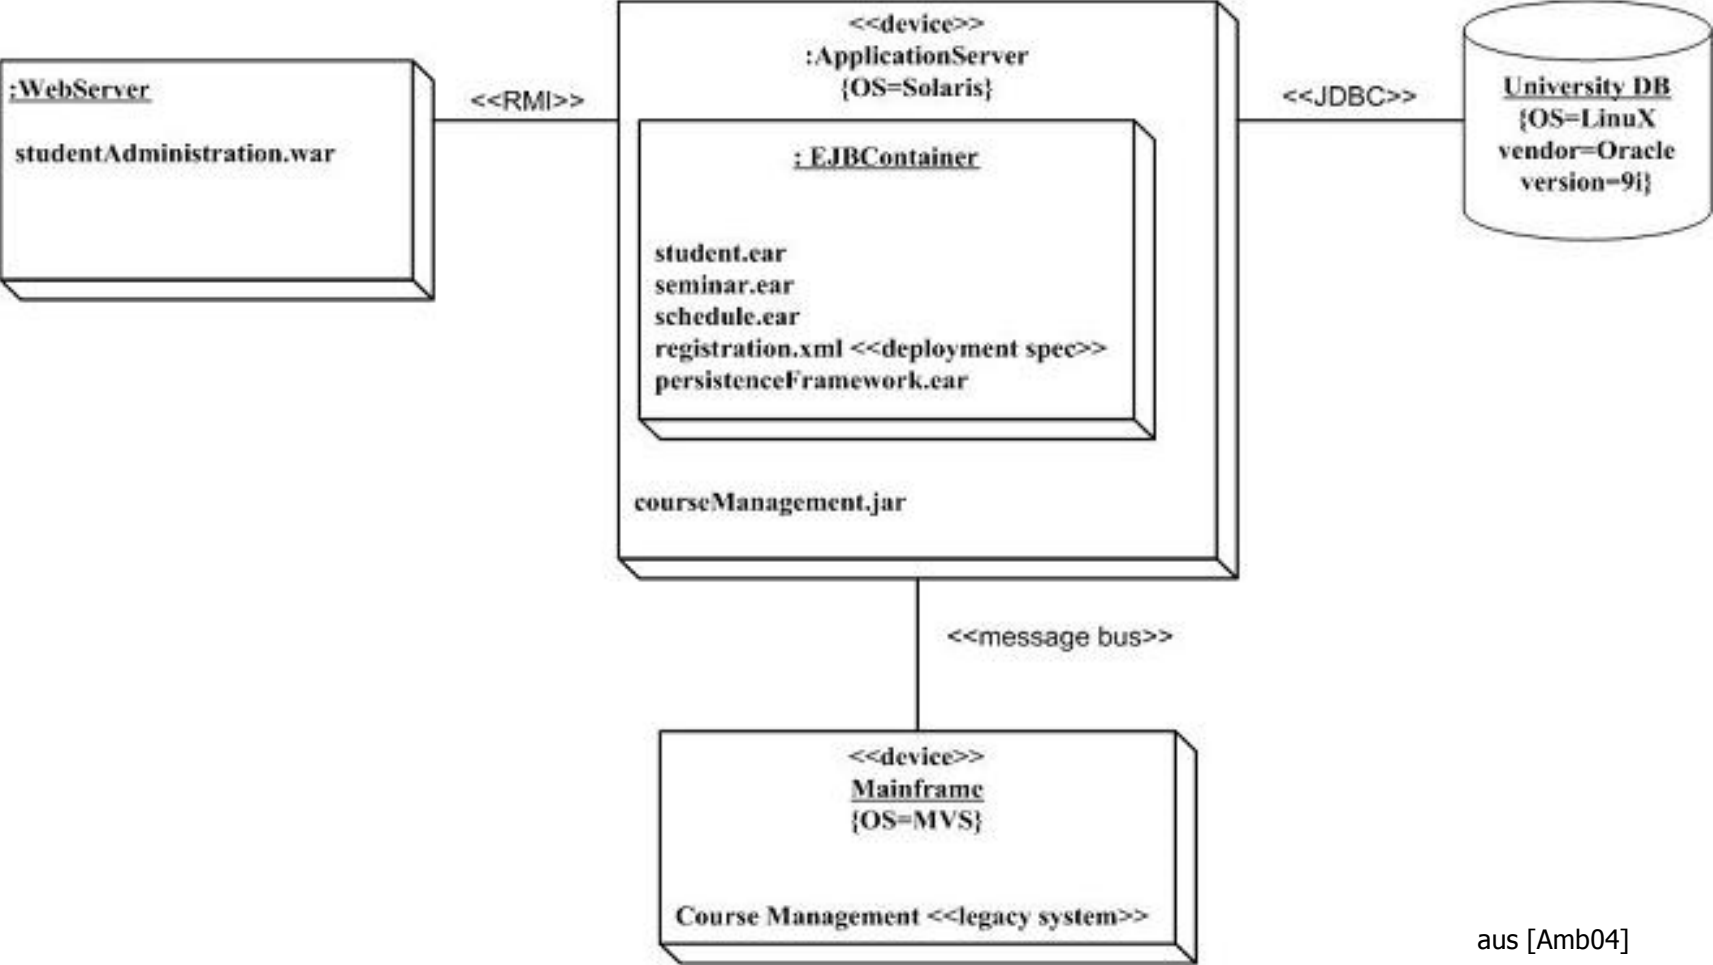 :WebServer
studentAdministration.war
<<RMI>>
<<device>>
:ApplicationServer
{OS=Solaris}
: EJBContainer
student.ear
seminar.ear
schedule.ear
registration.xml <<deployment spec>>
persistenceFramework.ear
courseManagement.jar
<<JDBC>>
University DB
{OS=LinuX
vendor=Oracle
version=9i}
<<message bus>>
<<device>>
Mainframe
{OS=MVS}
Course Management <<legacy system>>
aus [Amb04]